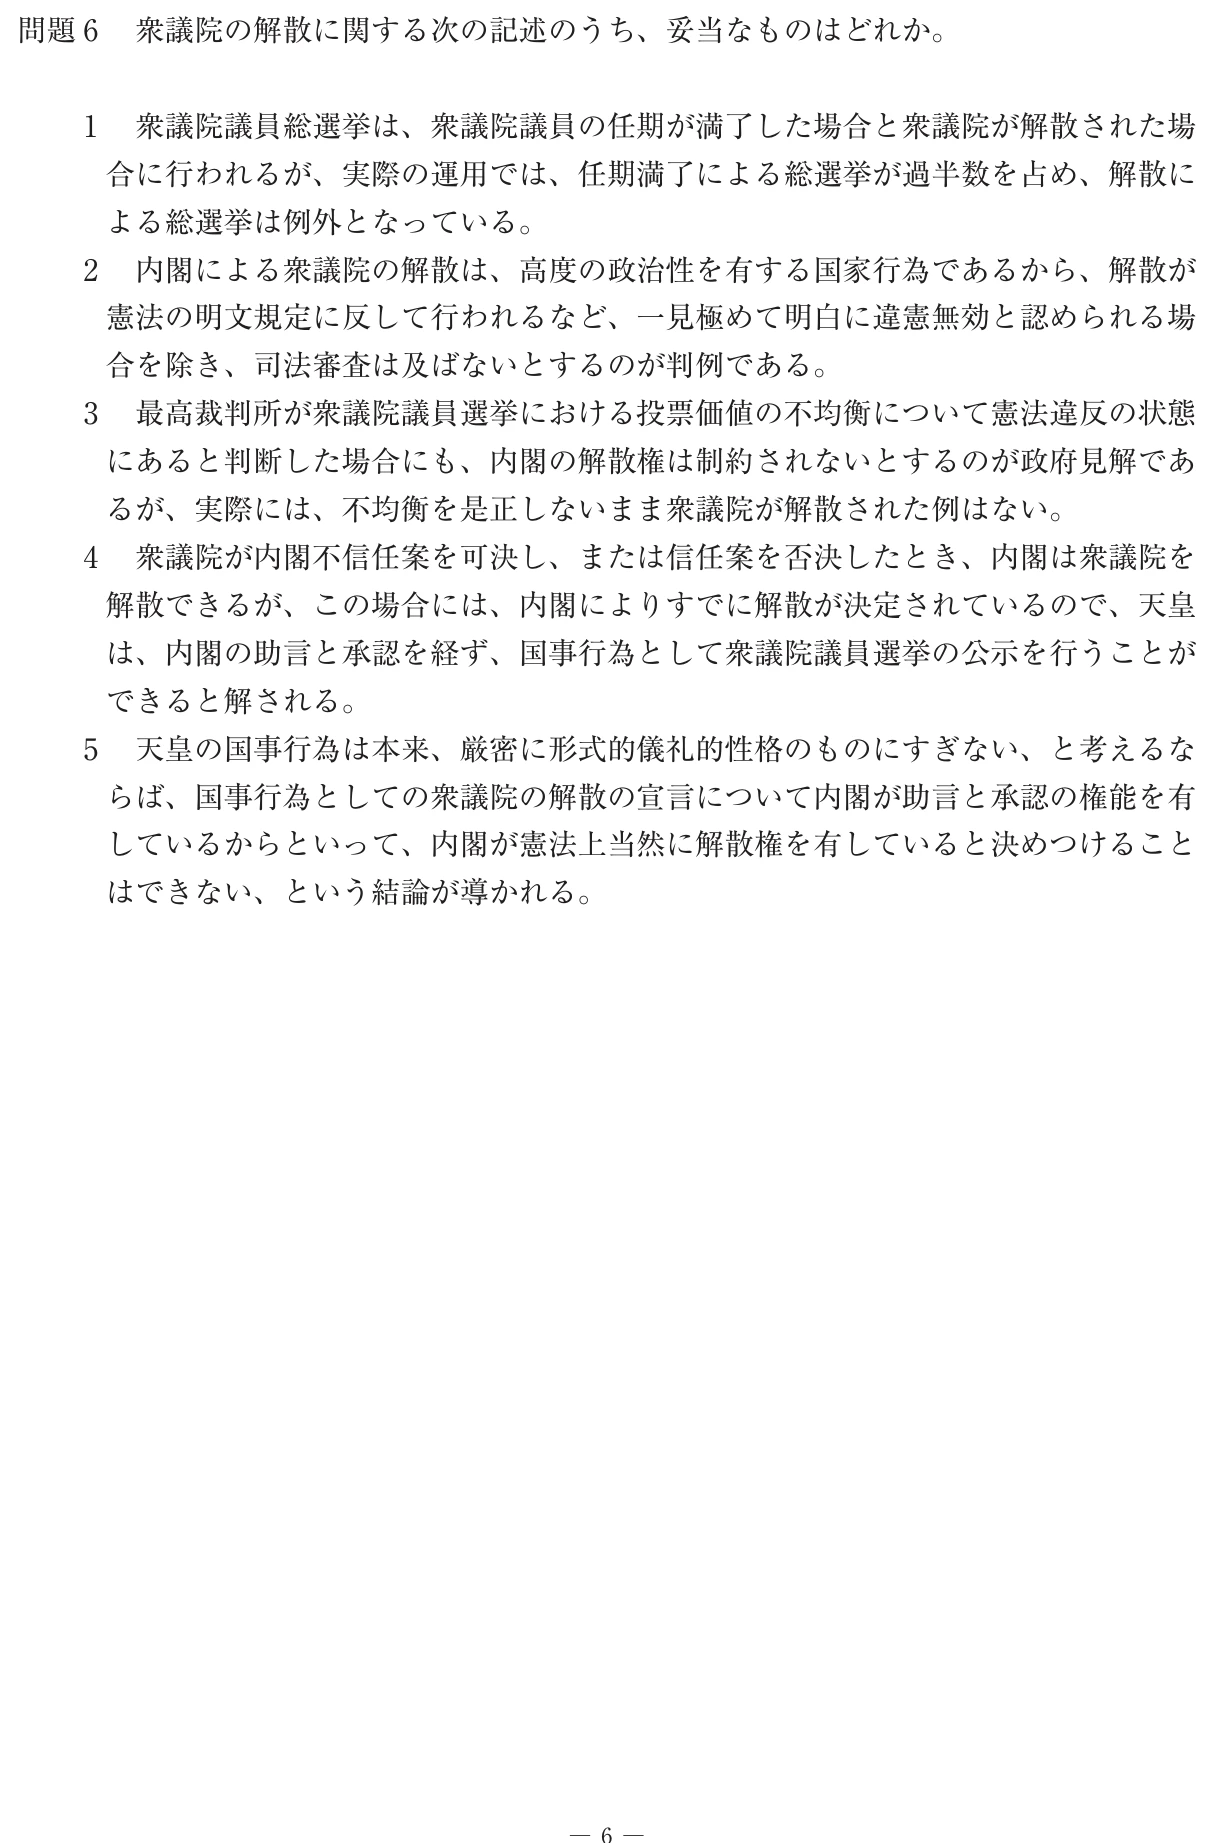 問題6 衆議院の解散に関する次の記述のうち、妥当なものはどれか。
1 衆議院議員総選挙は、衆議院議員の任期が満了した場合と衆議院が解散された場
合に行われるが、実際の運用では、任期満了による総選挙が過半数を占め、解散に
よる総選挙は例外となっている。
2 内閣による衆議院の解散は、高度の政治性を有する国家行為であるから、解散が
憲法の明文規定に反して行われるなど、一見極めて明白に違憲無効と認められる場
合を除き、司法審査は及ばないとするのが判例である。
3 最高裁判所が衆議院議員選挙における投票価値の不均衡について憲法違反の状態
にあると判断した場合にも、内閣の解散権は制約されないとするのが政府見解であ
るが、実際には、不均衡を是正しないまま衆議院が解散された例はない。
4 衆議院が内閣不信任案を可決し、または信任案を否決したとき、内閣は衆議院を
解散できるが、この場合には、内閣によりすでに解散が決定されているので、天皇
は、内閣の助言と承認を経ず、国事行為として衆議院議員選挙の公示を行うことが
できると解される。
5 天皇の国事行為は本来、厳密に形式的儀礼的性格のものにすぎない、と考えるな
らば、国事行為としての衆議院の解散の宣言について内閣が助言と承認の権能を有
しているからといって、内閣が憲法上当然に解散権を有していると決めつけること
はできない、という結論が導かれる。
― 6 ―